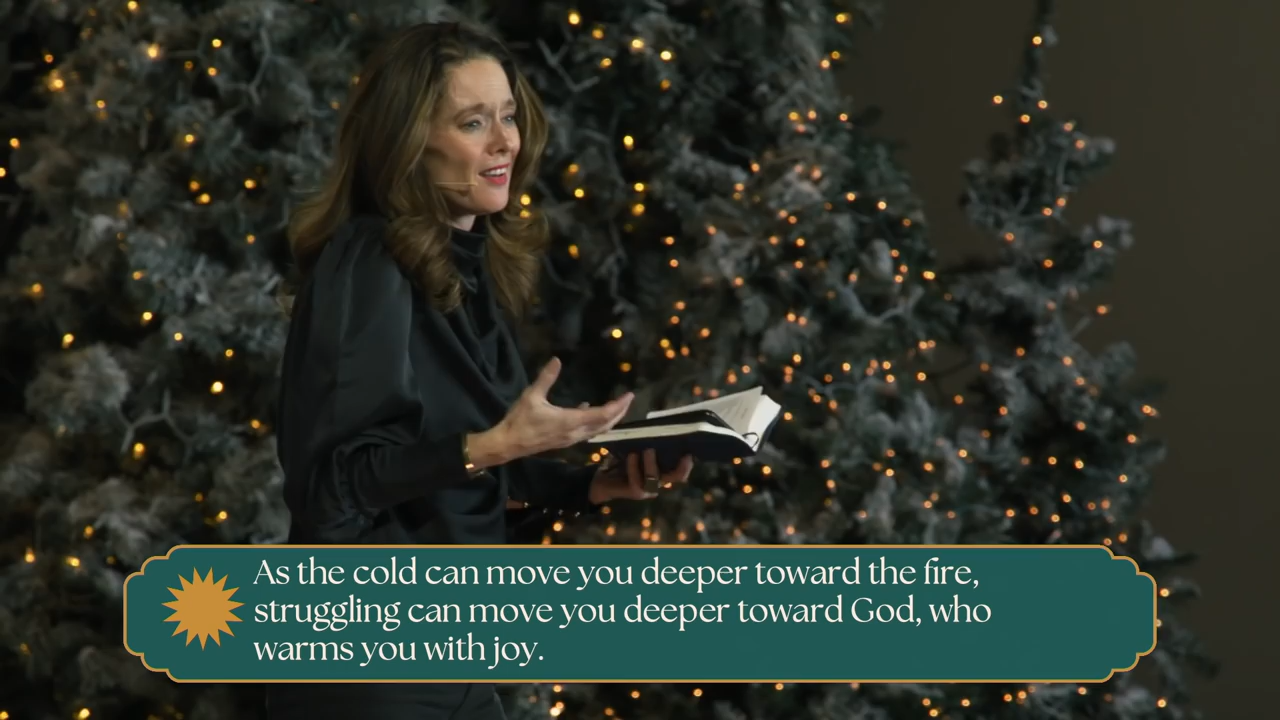 As the cold can move you deeper toward the fire,
struggling can move you deeper toward God, who
warms you with joy.